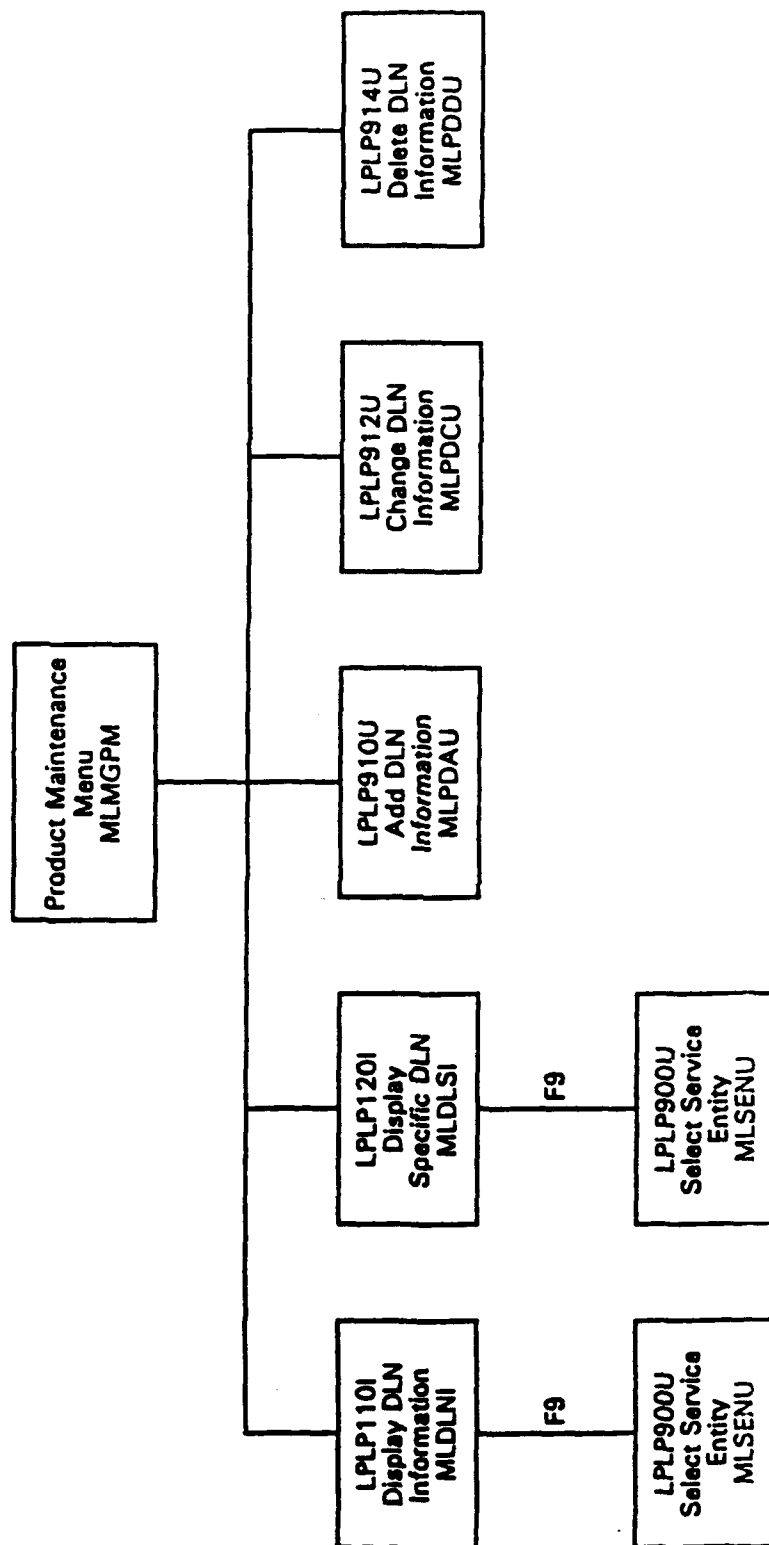 Product Maintenance
Menu
MLMGPM
LPLP110I
Display DLN
Information
MLDLNI
LPLP120I
Display
Specific DLN
MLDLSI
LPLP910U
Add DLN
Information
MLPDAU
LPLP912U
Change DLN
Information
MLPDCU
LPLP914U
Delete DLN
Information
MLPDDU
F9
F9
LPLP900U
Select Service
Entity
MLSENU
LPLP900U
Select Service
Entity
MLSENU